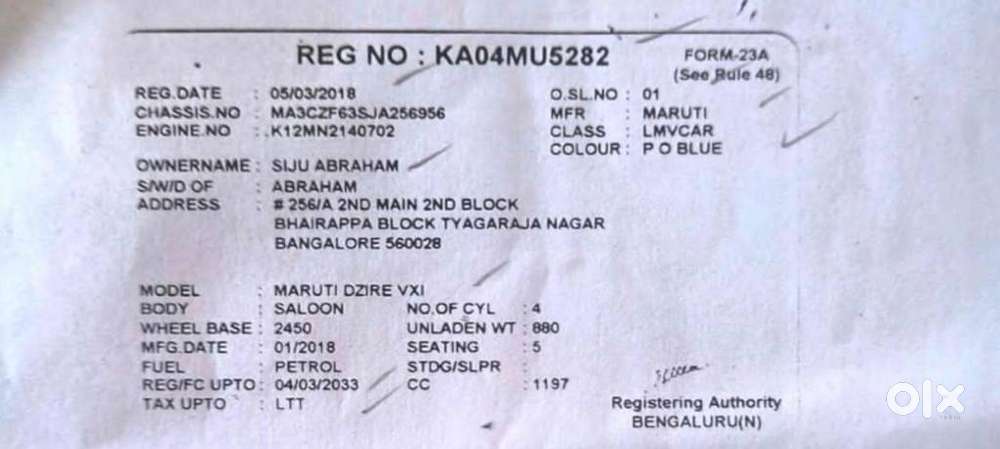 REG NO : KA04MU5282
FORM-23A
(See Rule 48)
REG.DATE : 05/03/2018 O.SL.NO : 01
CHASSIS.NO : MA3CZF63SJA256956 MFR : MARUTI
ENGINE.NO : K12MN2140702 CLASS : LMVCAR
COLOUR : P O BLUE
OWNERNAME : SIJU ABRAHAM
S/W/D OF : ABRAHAM
ADDRESS : # 256/A 2ND MAIN 2ND BLOCK
BHAIRAPPA BLOCK TYAGARAJA NAGAR
BANGALORE 560028
MODEL : MARUTI DZIRE VXI
BODY : SALOON NO.OF CYL : 4
WHEEL BASE : 2450 UNLADEN WT : 880
MFG.DATE : 01/2018 SEATING : 5
FUEL : PETROL STDG/SLPR :
REG/FC UPTO : 04/03/2033 CC : 1197
TAX UPTO : LTT
Registering Authority
BENGALURU(N)
olx